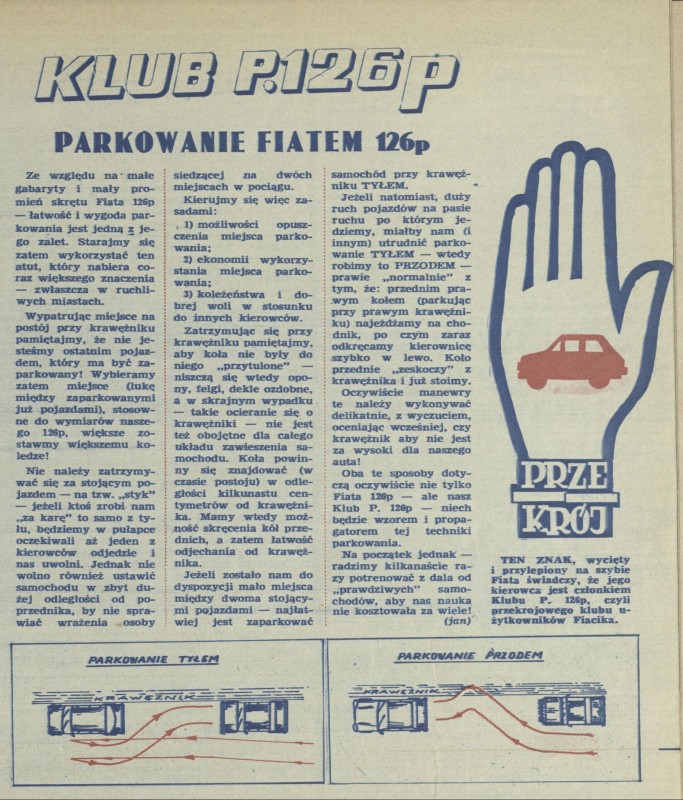 KLUB P.126p
PARKOWANIE FIATEM 126p
Ze względu na małe
gabaryty i mały pro-
mień skrętu Fiata 126p
— łatwość i wygoda par-
kowania jest jedną z je-
go zalet. Starajmy się
zatem wykorzystać ten
atut, który nabiera co-
raz większego znaczenia
— zwłaszcza w ruchli-
wych miastach.
Wypatrując miejsce na
postój przy krawężniku
pamiętajmy, że nie je-
steśmy ostatnim pojaz-
dem, który ma być za-
parkowany! Wybieramy
zatem miejsce (lukę
między zaparkowanymi
już pojazdami), stosow-
ne do wymiarów nasze-
go 126p, większe zo-
stawmy większemu ko-
ledze!
Nie należy zatrzymy-
wać się za stojącym po-
jazdem — na tzw. „styk”
— jeżeli ktoś zrobi nam
„za karę” to samo z ty-
łu, będziemy w pułapce
oczekiwali aż jeden z
kierowców odjedzie i
nas uwolni. Jednak nie
wolno również ustawić
samochodu w zbyt du-
żej odległości od po-
przednika, by nie spra-
wiać wrażenia osoby
siedzącej na dwóch
miejscach w pociągu.
Kierujmy się więc za-
sadami:
1) możliwości opusz-
czenia miejsca parko-
wania;
2) ekonomii wykorzy-
stania miejsca parko-
wania;
3) koleżeństwa i do-
brej woli w stosunku
do innych kierowców.
Zatrzymując się przy
krawężniku pamiętajmy,
aby koła nie były do
niego „przytulone” —
niszczą się wtedy opo-
ny, felgi, dekle ozdobne,
a w skrajnym wypadku
— takie ocieranie się o
krawężniki — nie jest
też obojętne dla całego
układu zawieszenia sa-
mochodu. Koła powin-
ny się znajdować (w
czasie postoju) w odle-
głości kilkunastu cen-
tymetrów od krawężni-
ka. Mamy wtedy moż-
ność skręcenia kół prze-
dnich, a zatem łatwość
odjechania od krawęż-
nika.
Jeżeli zostało nam do
dyspozycji mało miejsca
między dwoma stojący-
mi pojazdami — najłat-
wiej jest zaparkować
samochód przy krawęż-
niku TYŁEM.
Jeżeli natomiast, duży
ruch pojazdów na pasie
ruchu po którym je-
dziemy, miałby nam (i
innym) utrudnić parko-
wanie TYŁEM — wtedy
robimy to PRZODEM —
prawie „normalnie” z
tym, że: przednim pra-
wym kołem (parkując
przy prawym krawężni-
ku) najeżdżamy na cho-
dnik, po czym zaraz
odkręcamy kierownicę
szybko w lewo. Koło
przednie „zeskoczy” z
krawężnika i już stoimy.
Oczywiście manewry
te należy wykonywać
delikatnie, z wyczuciem,
oceniając wcześniej, czy
krawężnik aby nie jest
za wysoki dla naszego
auta!
Oba te sposoby doty-
czą oczywiście nie tylko
Fiata 126p — ale nasz
Klub P. 126p — niech
będzie wzorem i propa-
gatorem tej techniki
parkowania.
Na początek jednak —
radzimy kilkanaście ra-
zy potrenować z dala od
„prawdziwych” samo-
chodów, aby nas nauka
nie kosztowała za wiele!
(jan)
PRZE
KRÓJ
TEN ZNAK, wycięty
i przylepiony na szybie
Fiata świadczy, że jego
kierowca jest członkiem
Klubu P. 126p, czyli
przekrojowego klubu u-
żytkowników Fiacika.
PARKOWANIE TYŁEM
KRAWĘŻNIK
PARKOWANIE PRZODEM
KRAWĘŻNIK